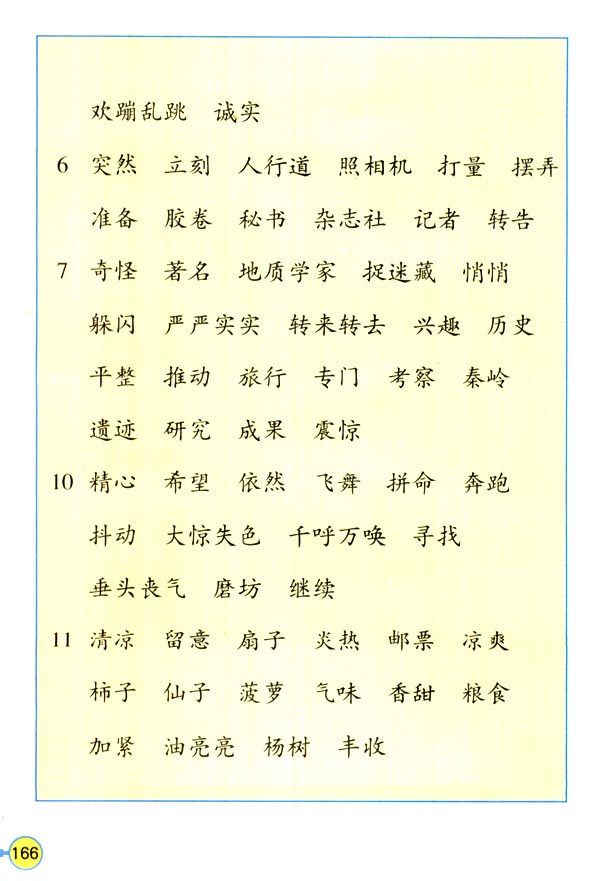 欢蹦乱跳 诚实
6 突然 立刻 人行道 照相机 打量 摆弄
准备 胶卷 秘书 杂志社 记者 转告
7 奇怪 著名 地质学家 捉迷藏 悄悄
躲闪 严严实实 转来转去 兴趣 历史
平整 推动 旅行 专门 考察 秦岭
遗迹 研究 成果 震惊
10 精心 希望 依然 飞舞 拼命 奔跑
抖动 大惊失色 千呼万唤 寻找
垂头丧气 磨坊 继续
11 清凉 留意 扇子 炎热 邮票 凉爽
柿子 仙子 菠萝 气味 香甜 粮食
加紧 油亮亮 杨树 丰收
166